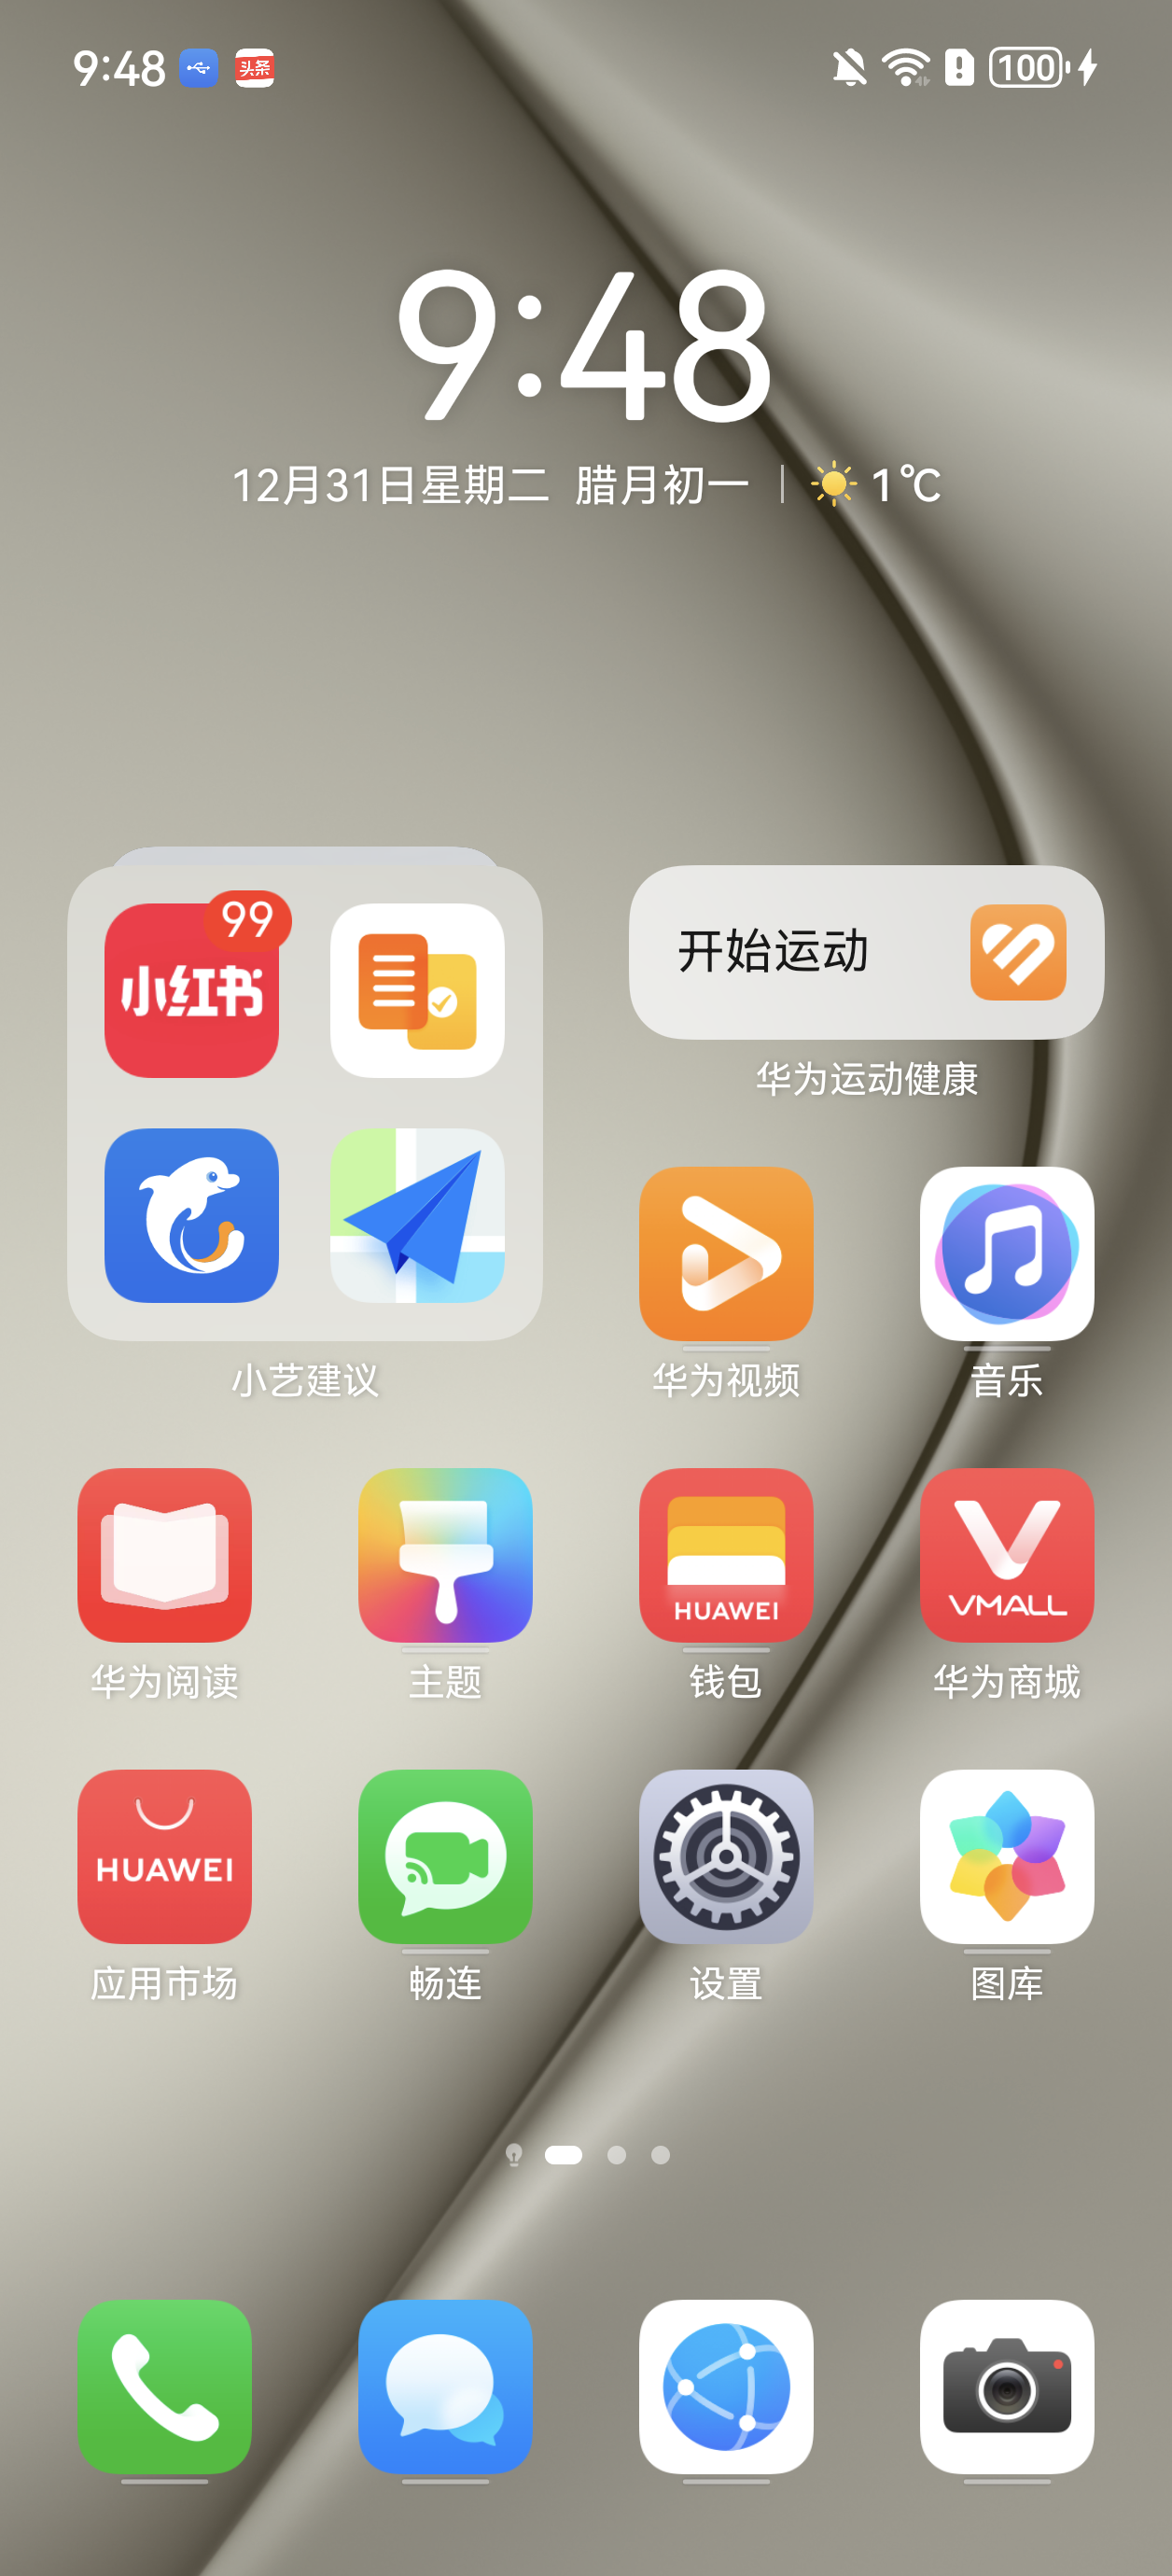 9:48 头条 100
9:48
12月31日星期二 腊月初一 1℃
99
小红书
开始运动
华为运动健康
小艺建议
华为视频
音乐
HUAWEI
VMALL
华为阅读
主题
钱包
华为商城
HUAWEI
应用市场
畅连
设置
图库